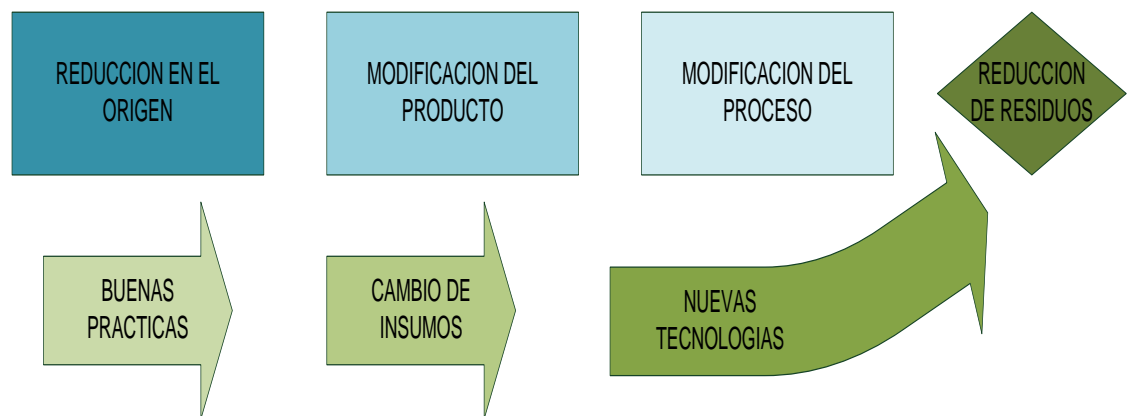 REDUCCION EN EL
ORIGEN
MODIFICACION DEL
PRODUCTO
MODIFICACION DEL
PROCESO
REDUCCION
DE RESIDUOS
BUENAS
PRACTICAS
CAMBIO DE
INSUMOS
NUEVAS
TECNOLOGIAS